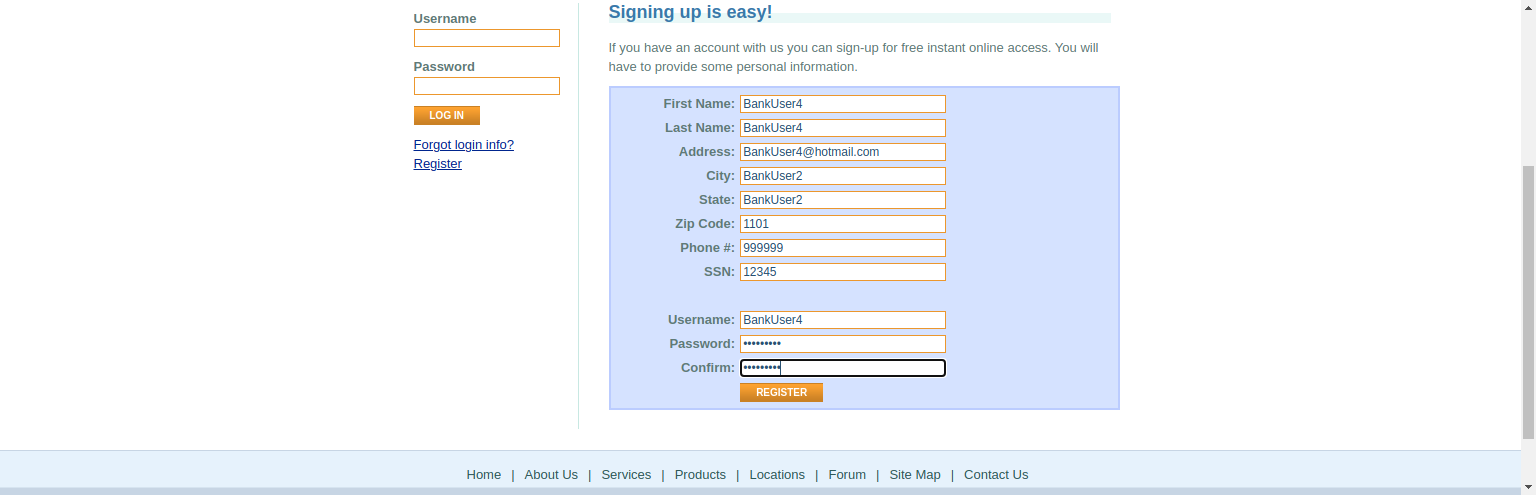 Username
Password
LOG IN
Forgot login info?
Register
Signing up is easy!
If you have an account with us you can sign-up for free instant online access. You will
have to provide some personal information.
First Name: BankUser4
Last Name: BankUser4
Address: BankUser4@hotmail.com
City: BankUser2
State: BankUser2
Zip Code: 1101
Phone #: 999999
SSN: 12345
Username: BankUser4
Password: •••••••••
Confirm: •••••••••
REGISTER
Home | About Us | Services | Products | Locations | Forum | Site Map | Contact Us